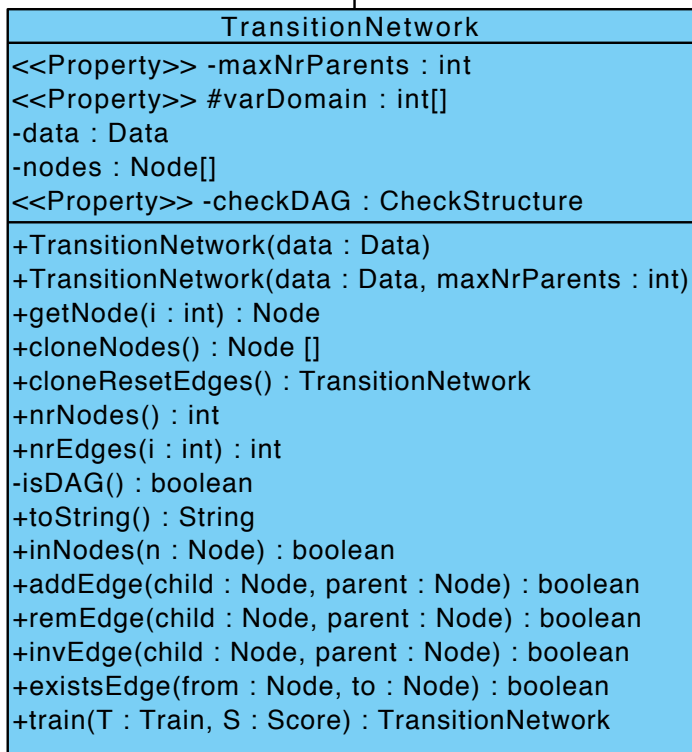 TransitionNetwork
<<Property>> -maxNrParents : int
<<Property>> #varDomain : int[]
-data : Data
-nodes : Node[]
<<Property>> -checkDAG : CheckStructure
+TransitionNetwork(data : Data)
+TransitionNetwork(data : Data, maxNrParents : int)
+getNode(i : int) : Node
+cloneNodes() : Node []
+cloneResetEdges() : TransitionNetwork
+nrNodes() : int
+nrEdges(i : int) : int
-isDAG() : boolean
+toString() : String
+inNodes(n : Node) : boolean
+addEdge(child : Node, parent : Node) : boolean
+remEdge(child : Node, parent : Node) : boolean
+invEdge(child : Node, parent : Node) : boolean
+existsEdge(from : Node, to : Node) : boolean
+train(T : Train, S : Score) : TransitionNetwork